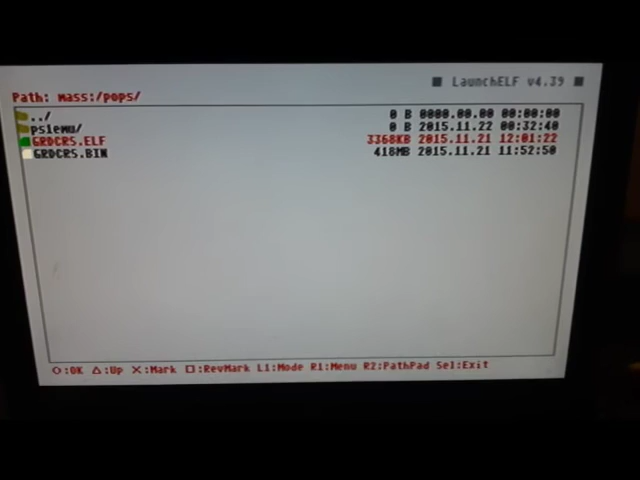 ■ LaunchELF v4.39 ■
Path: mass:/pops/
../ 0 B 0000.00.00 00:00:00
ps1emu/ 0 B 2015.11.22 00:32:40
GRDCRS.ELF 3368KB 2015.11.21 12:01:22
GRDCRS.BIN 418MB 2015.11.21 11:52:50
○:OK △:Up ✕:Mark □:RevMark L1:Mode R1:Menu R2:PathPad Sel:Exit